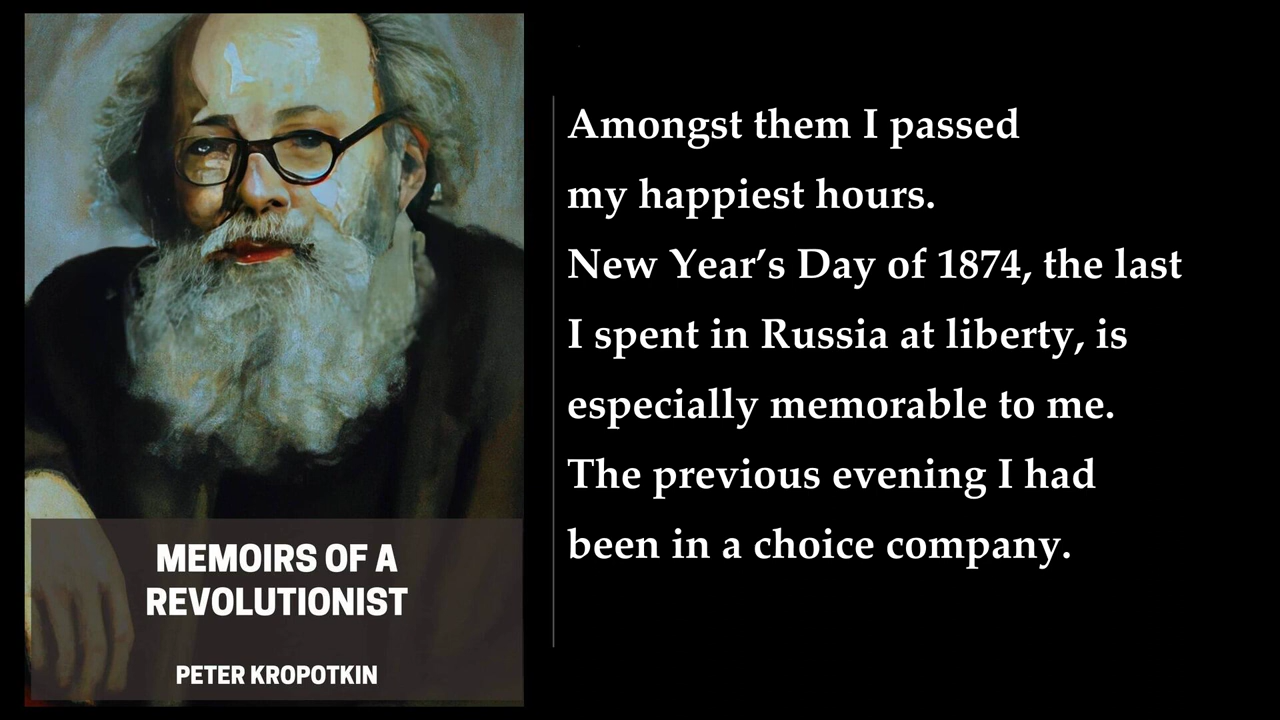 Amongst them I passed
my happiest hours.
New Year’s Day of 1874, the last
I spent in Russia at liberty, is
especially memorable to me.
The previous evening I had
been in a choice company.
MEMOIRS OF A
REVOLUTIONIST
PETER KROPOTKIN